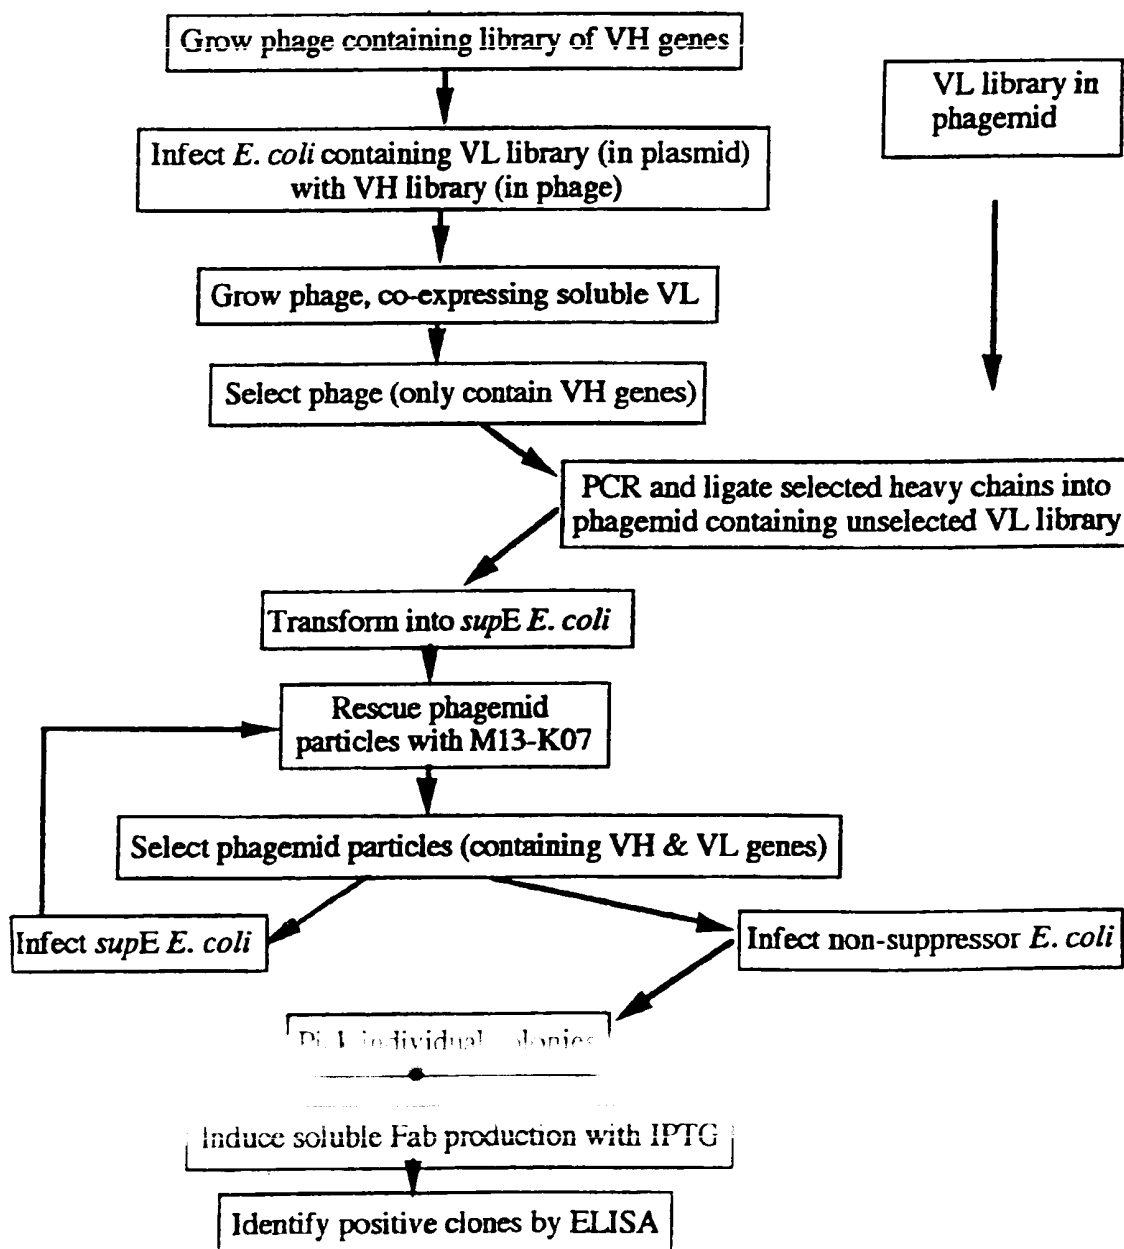 Grow phage containing library of VH genes
VL library in
phagemid
Infect E. coli containing VL library (in plasmid)
with VH library (in phage)
Grow phage, co-expressing soluble VL
Select phage (only contain VH genes)
PCR and ligate selected heavy chains into
phagemid containing unselected VL library
Transform into supE E. coli
Rescue phagemid
particles with M13-K07
Select phagemid particles (containing VH & VL genes)
Infect supE E. coli
Infect non-suppressor E. coli
Pick individual colonies
Induce soluble Fab production with IPTG
Identify positive clones by ELISA